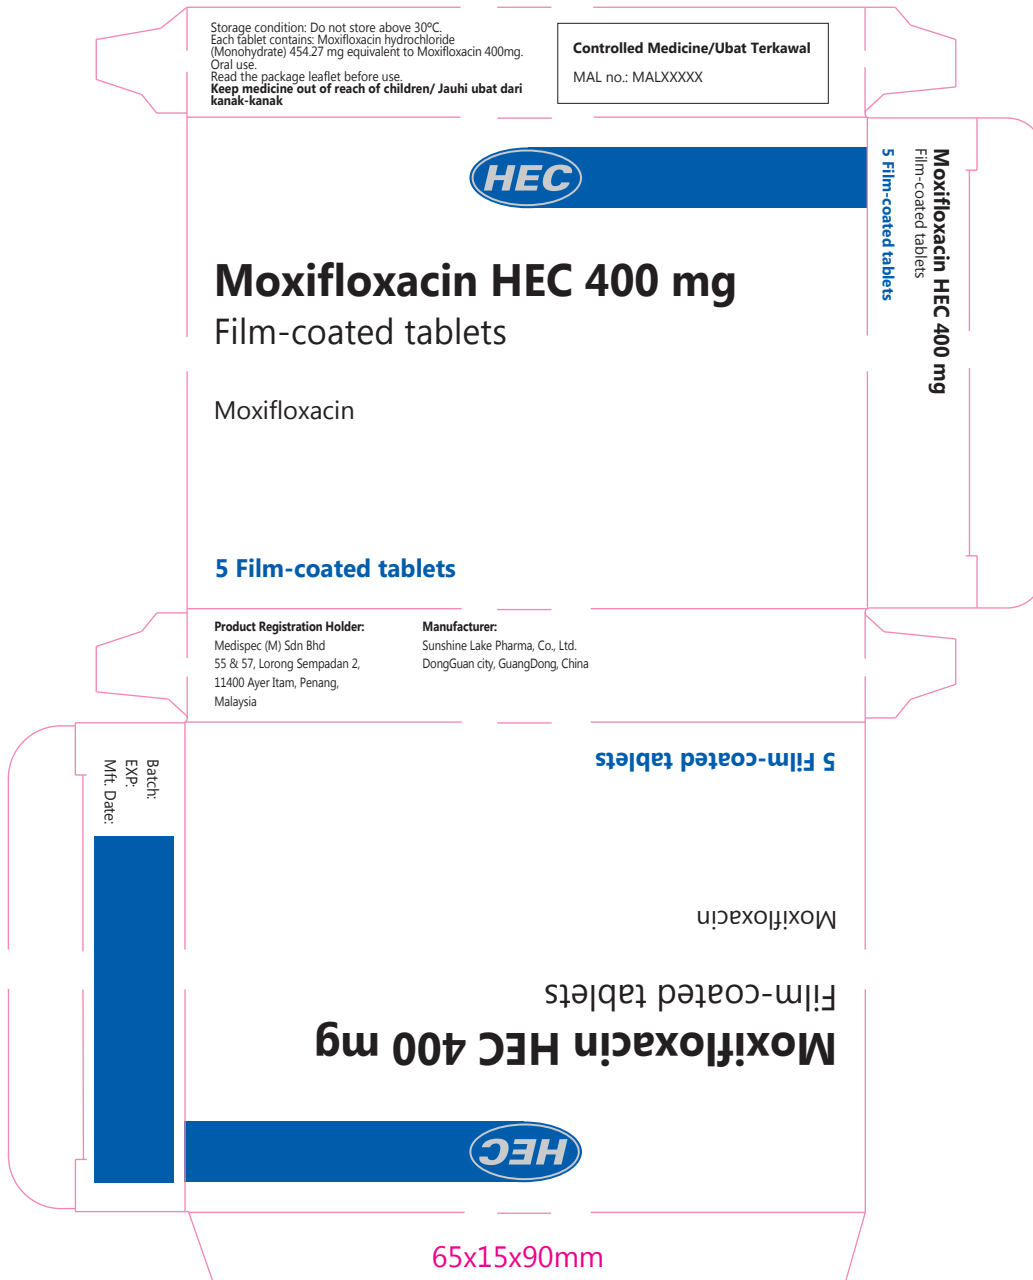 Storage condition: Do not store above 30ºC.
Each tablet contains: Moxifloxacin hydrochloride
(Monohydrate) 454.27 mg equivalent to Moxifloxacin 400mg.
Oral use.
Read the package leaflet before use.
Keep medicine out of reach of children/ Jauhi ubat dari
kanak-kanak
Controlled Medicine/Ubat Terkawal
MAL no.: MALXXXXX
HEC
Moxifloxacin HEC 400 mg
Film-coated tablets
Moxifloxacin
5 Film-coated tablets
Moxifloxacin HEC 400 mg
Film-coated tablets
5 Film-coated tablets
Product Registration Holder:
Medispec (M) Sdn Bhd
55 & 57, Lorong Sempadan 2,
11400 Ayer Itam, Penang,
Malaysia
Manufacturer:
Sunshine Lake Pharma, Co., Ltd.
DongGuan city, GuangDong, China
Batch:
EXP:
Mft. Date:
HEC
Moxifloxacin HEC 400 mg
Film-coated tablets
Moxifloxacin
5 Film-coated tablets
65x15x90mm